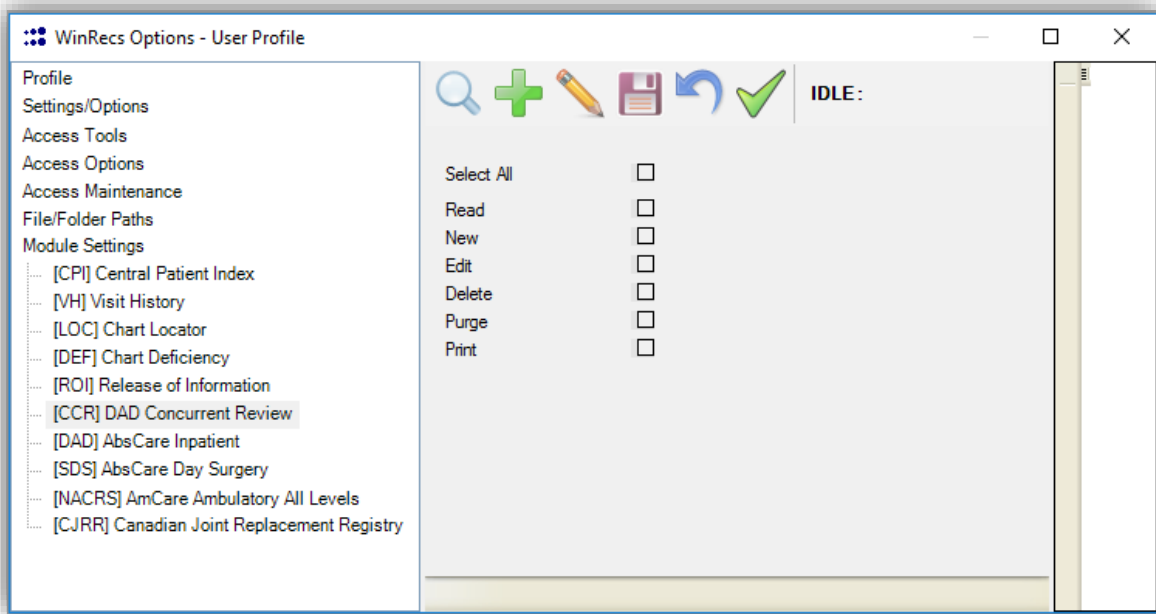 WinRecs Options - User Profile
Profile
Settings/Options
Access Tools
Access Options
Access Maintenance
File/Folder Paths
Module Settings
[CPI] Central Patient Index
[VH] Visit History
[LOC] Chart Locator
[DEF] Chart Deficiency
[ROI] Release of Information
[CCR] DAD Concurrent Review
[DAD] AbsCare Inpatient
[SDS] AbsCare Day Surgery
[NACRS] AmCare Ambulatory All Levels
[CJRR] Canadian Joint Replacement Registry
IDLE:
Select All
Read
New
Edit
Delete
Purge
Print